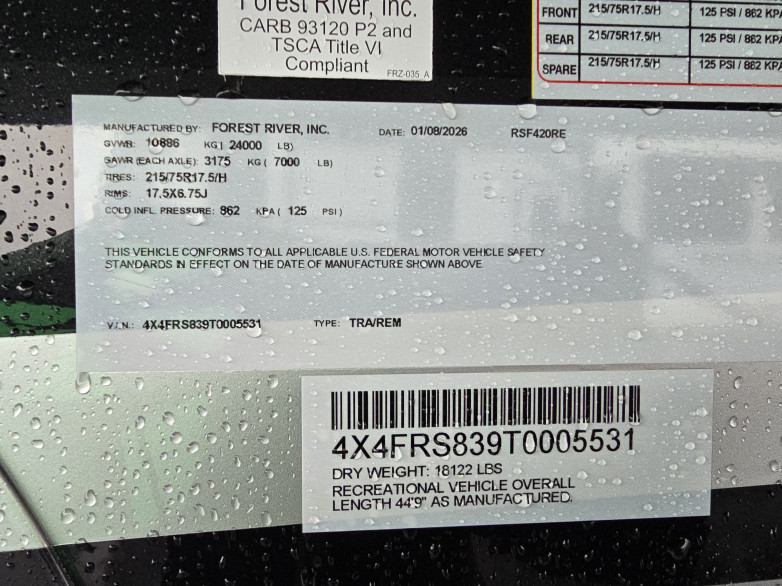 Forest River, Inc.
CARB 93120 P2 and
TSCA Title VI
Compliant
FRZ-035 A
FRONT 215/75R17.5/H 125 PSI / 862 KPA
REAR 215/75R17.5/H 125 PSI / 862 KPA
SPARE 215/75R17.5/H 125 PSI / 862 KPA
MANUFACTURED BY: FOREST RIVER, INC. DATE: 01/08/2026 RSF420RE
GVWR: 10886 KG ( 24000 LB)
GAWR (EACH AXLE): 3175 KG ( 7000 LB)
TIRES: 215/75R17.5/H
RIMS: 17.5X6.75J
COLD INFL. PRESSURE: 862 KPA ( 125 PSI )
THIS VEHICLE CONFORMS TO ALL APPLICABLE U.S. FEDERAL MOTOR VEHICLE SAFETY
STANDARDS IN EFFECT ON THE DATE OF MANUFACTURE SHOWN ABOVE.
V.I.N.: 4X4FRS839T0005531 TYPE: TRA/REM
4X4FRS839T0005531
DRY WEIGHT: 18122 LBS
RECREATIONAL VEHICLE OVERALL
LENGTH 44'9" AS MANUFACTURED.